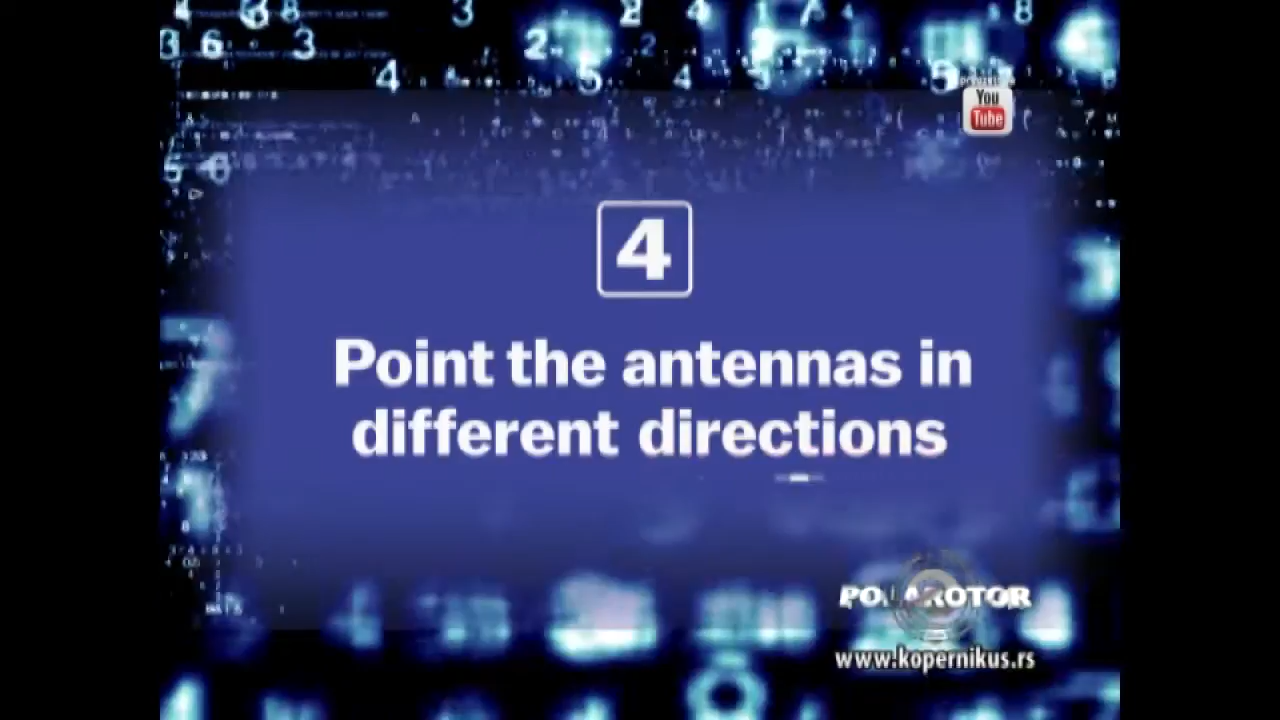 You
Tube
4
Point the antennas in
different directions
POLAROTOR
www.kopernikus.rs